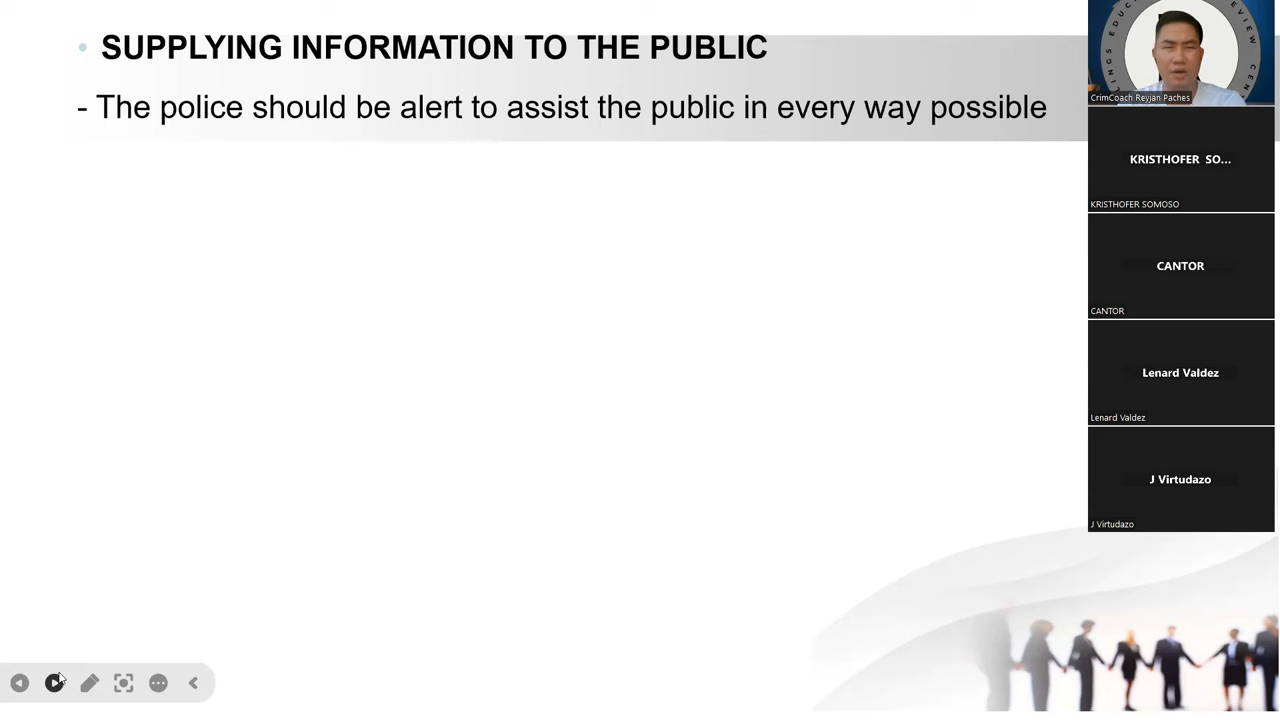 SUPPLYING INFORMATION TO THE PUBLIC
- The police should be alert to assist the public in every way possible
CrimCoach Reyjan Paches
KRISTHOFER SO...
KRISTHOFER SOMOSO
CANTOR
CANTOR
Lenard Valdez
Lenard Valdez
J Virtudazo
J Virtudazo